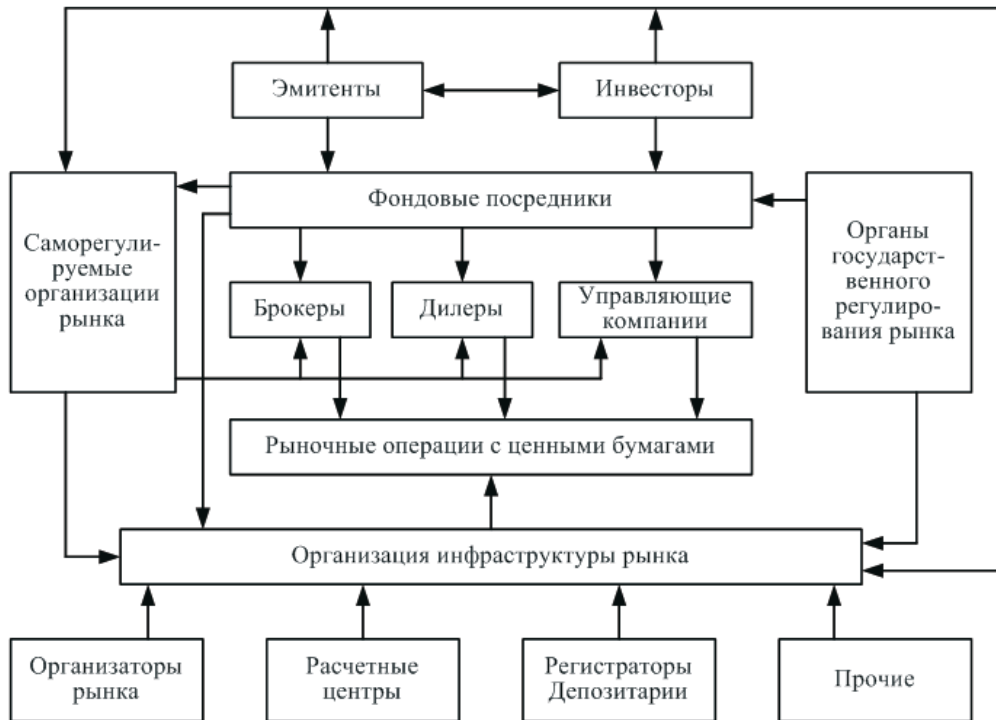 Эмитенты
Инвесторы
Фондовые посредники
Саморегули-
руемые
организации
рынка
Органы
государст-
венного
регулиро-
вания рынка
Брокеры
Дилеры
Управляющие
компании
Рыночные операции с ценными бумагами
Организация инфраструктуры рынка
Организаторы
рынка
Расчетные
центры
Регистраторы
Депозитарии
Прочие